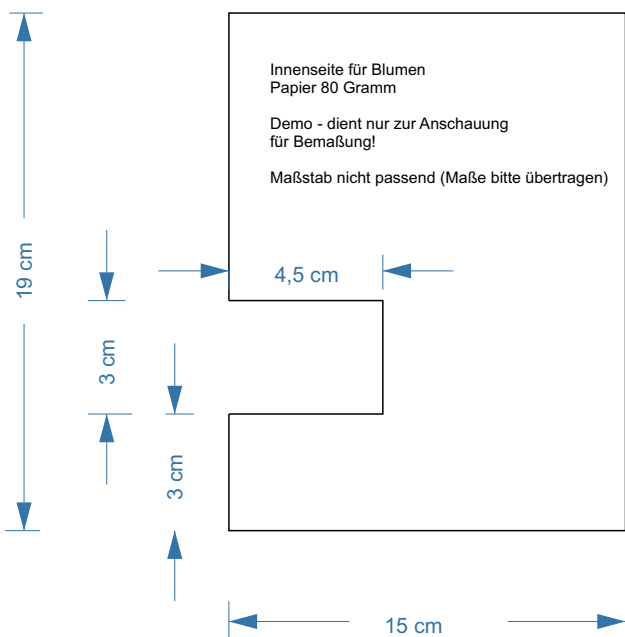 Innenseite für Blumen
Papier 80 Gramm
Demo - dient nur zur Anschauung
für Bemaßung!
Maßstab nicht passend (Maße bitte übertragen)
19 cm
4,5 cm
3 cm
3 cm
15 cm